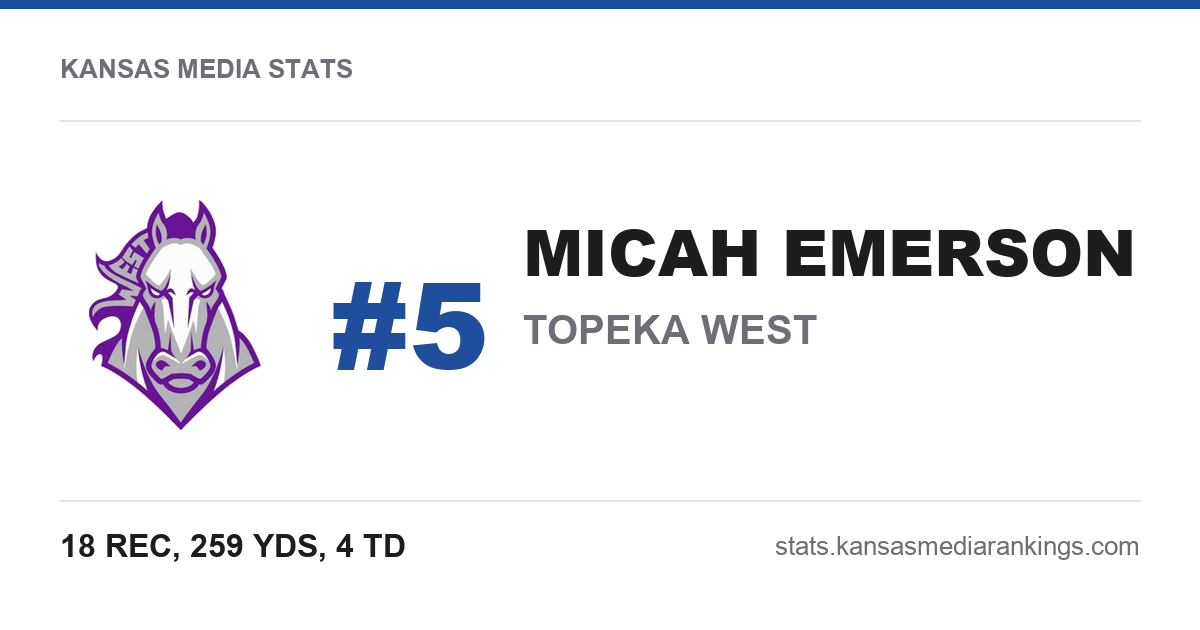 KANSAS MEDIA STATS
WEST
#5
MICAH EMERSON
TOPEKA WEST
18 REC, 259 YDS, 4 TD
stats.kansasmediarankings.com